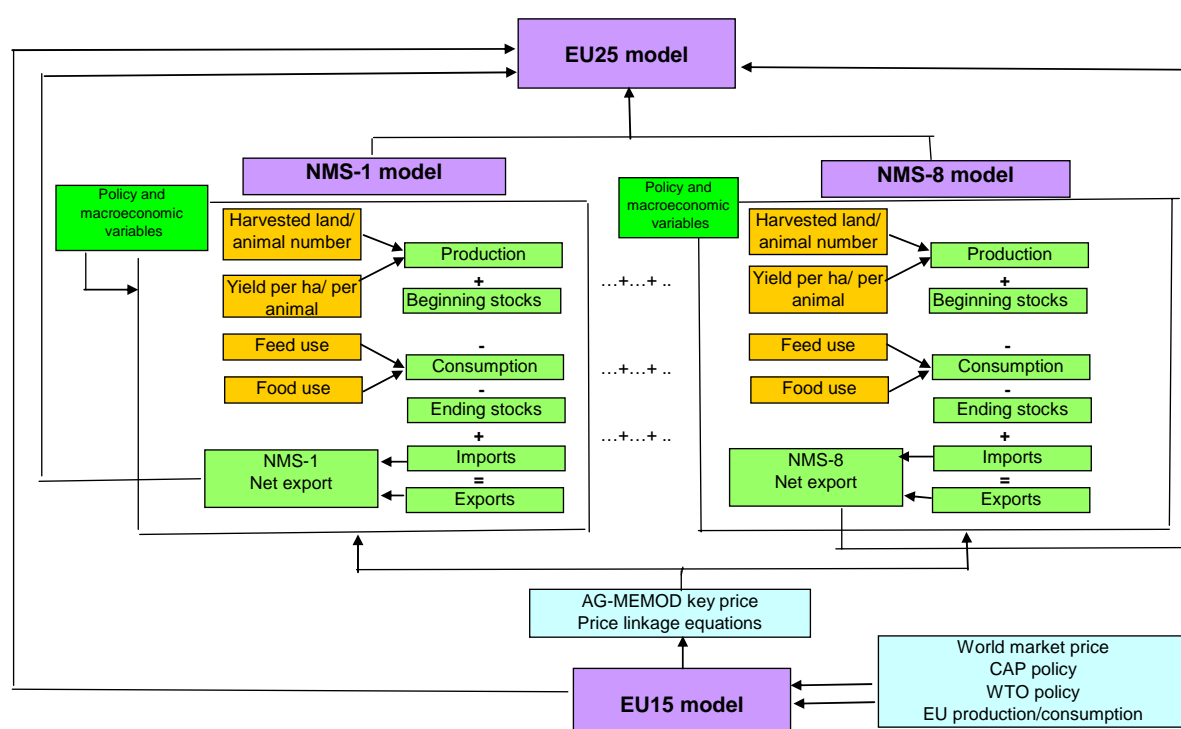 EU25 model
NMS-1 model
Policy and
macroeconomic
variables
Harvested land/
animal number
Yield per ha/ per
animal
Production
+
Beginning stocks
Feed use
Food use
-
Consumption
-
Ending stocks
+
Imports
=
Exports
NMS-1
Net export
...+...+ ..
...+...+ ..
...+...+ ..
NMS-8 model
Policy and
macroeconomic
variables
Harvested land/
animal number
Yield per ha/ per
animal
Production
+
Beginning stocks
Feed use
Food use
-
Consumption
-
Ending stocks
+
Imports
=
Exports
NMS-8
Net export
AG-MEMOD key price
Price linkage equations
EU15 model
World market price
CAP policy
WTO policy
EU production/consumption